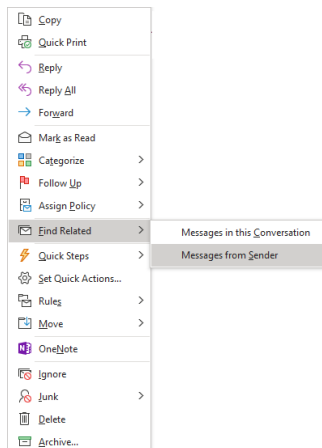 Copy
Quick Print
Reply
Reply All
Forward
Mark as Read
Categorize
Follow Up
Assign Policy
Find Related
Messages in this Conversation
Quick Steps
Messages from Sender
Set Quick Actions...
Rules
Move
OneNote
Ignore
Junk
Delete
Archive...